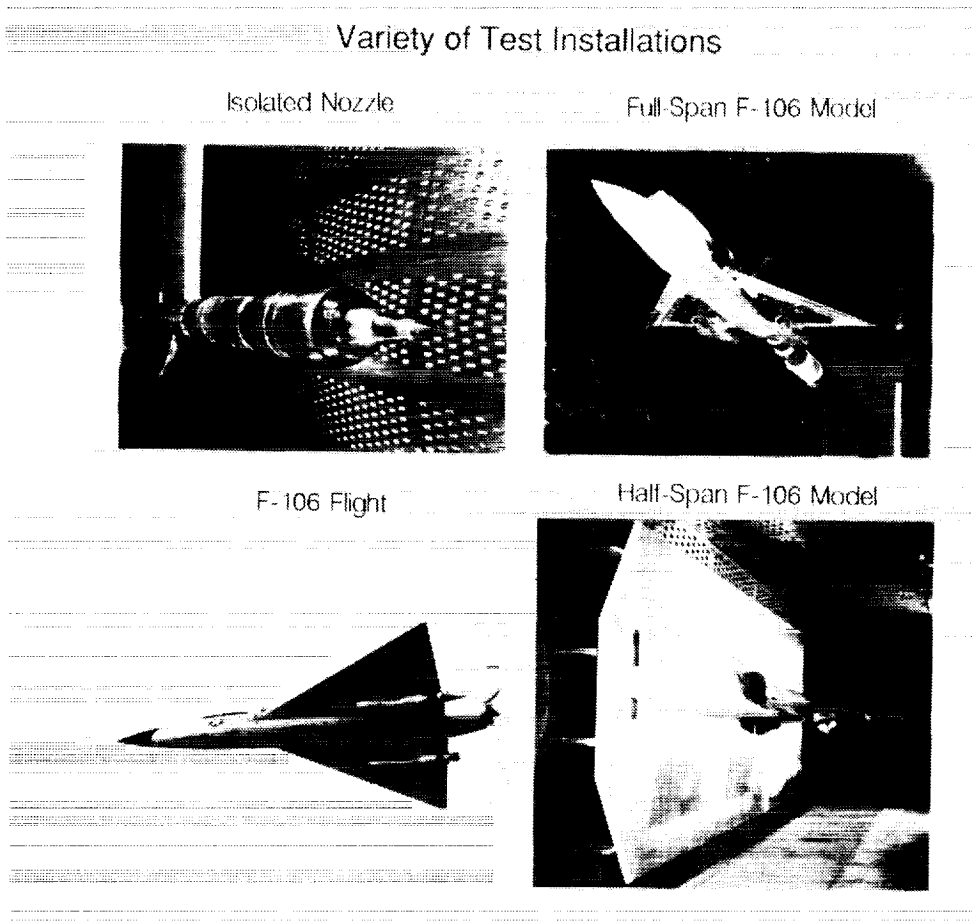 Variety of Test Installations
Isolated Nozzle
Full-Span F-106 Model
F-106 Flight
Half-Span F-106 Model